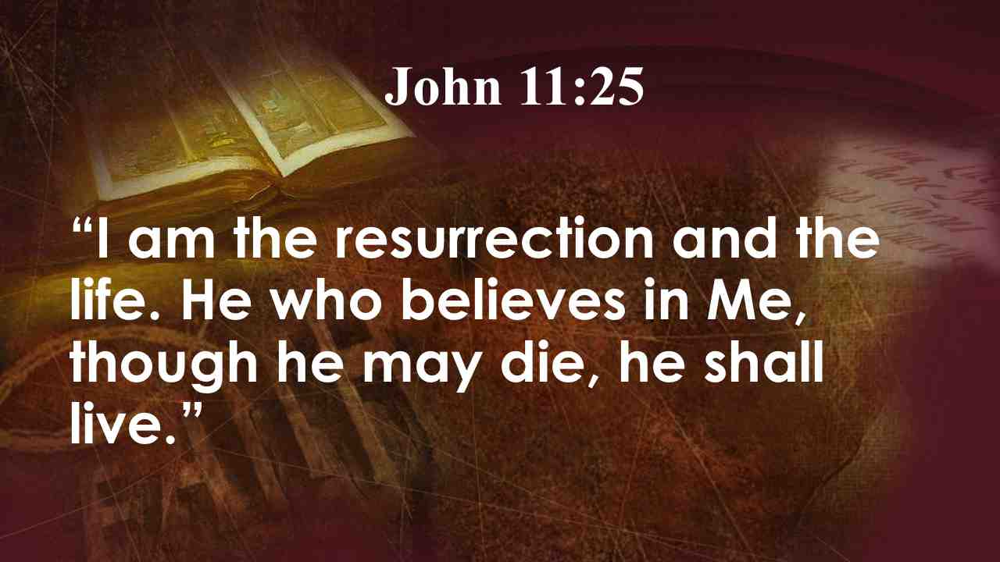 John 11:25
“I am the resurrection and the
life. He who believes in Me,
though he may die, he shall
live.”